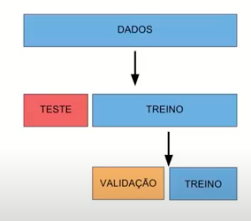 DADOS
TESTE
TREINO
VALIDAÇÃO
TREINO